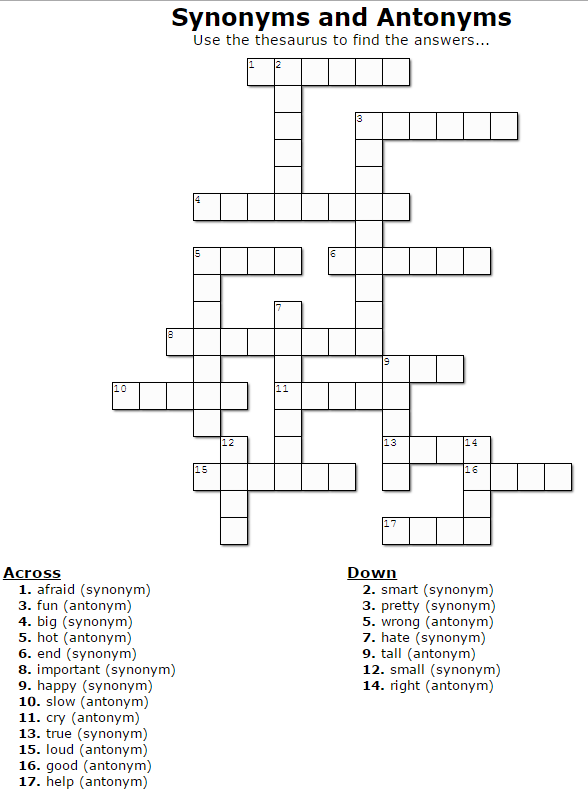 Synonyms and Antonyms
Use the thesaurus to find the answers...
1 2
3
4
5 6
7
8
9
10 11
12 13 14
15 16
17
Across
1. afraid (synonym)
3. fun (antonym)
4. big (synonym)
5. hot (antonym)
6. end (synonym)
8. important (synonym)
9. happy (synonym)
10. slow (antonym)
11. cry (antonym)
13. true (synonym)
15. loud (antonym)
16. good (antonym)
17. help (antonym)
Down
2. smart (synonym)
3. pretty (synonym)
5. wrong (antonym)
7. hate (synonym)
9. tall (antonym)
12. small (synonym)
14. right (antonym)